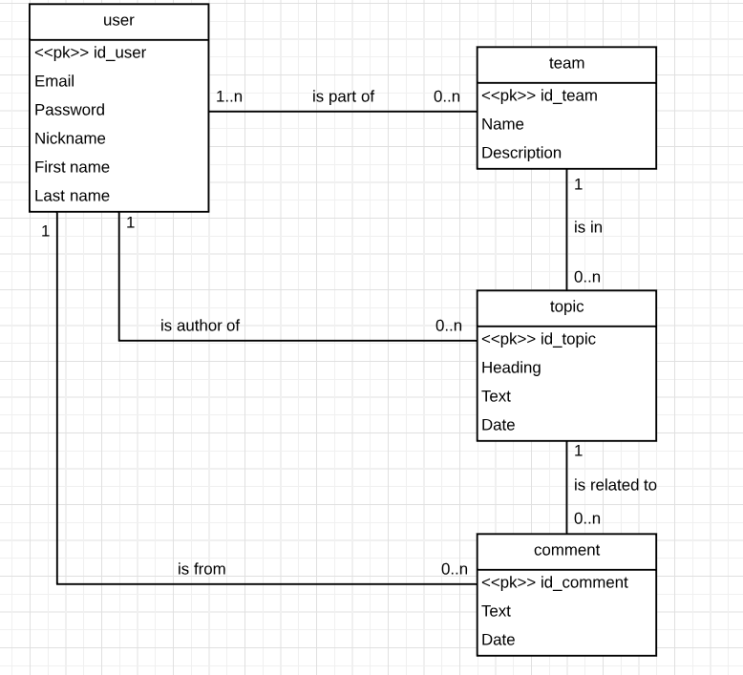 user
<<pk>> id_user
Email
Password
Nickname
First name
Last name
1..n
is part of
0..n
team
<<pk>> id_team
Name
Description
1
is in
0..n
1
1
is author of
0..n
topic
<<pk>> id_topic
Heading
Text
Date
1
is related to
0..n
is from
0..n
comment
<<pk>> id_comment
Text
Date